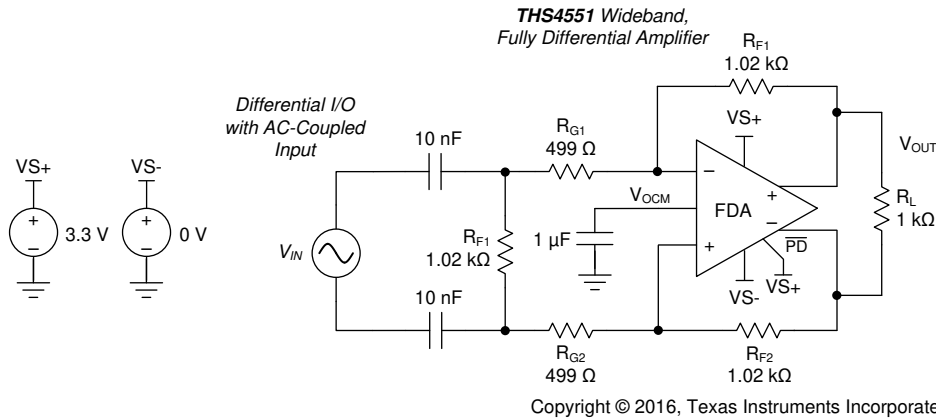 THS4551 Wideband,
Fully Differential Amplifier
RF1
1.02 kΩ
Differential I/O
with AC-Coupled
Input
10 nF
RG1
499 Ω
VS+
VS+
VS-
VOUT
VOCM
–
+
FDA
+
–
RL
1 kΩ
+
–
3.3 V
+
–
0 V
VIN
RF1
1.02 kΩ
1 µF
PD
10 nF
VS-
VS+
RG2
499 Ω
RF2
1.02 kΩ
Copyright © 2016, Texas Instruments Incorporate